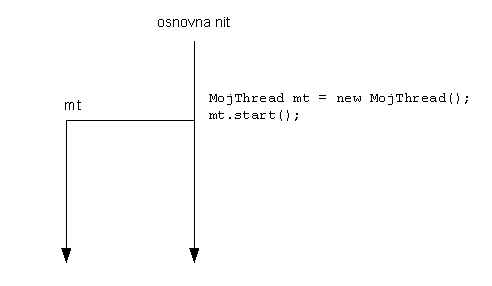 osnovna nit
mt
MojThread mt = new MojThread();
mt.start();